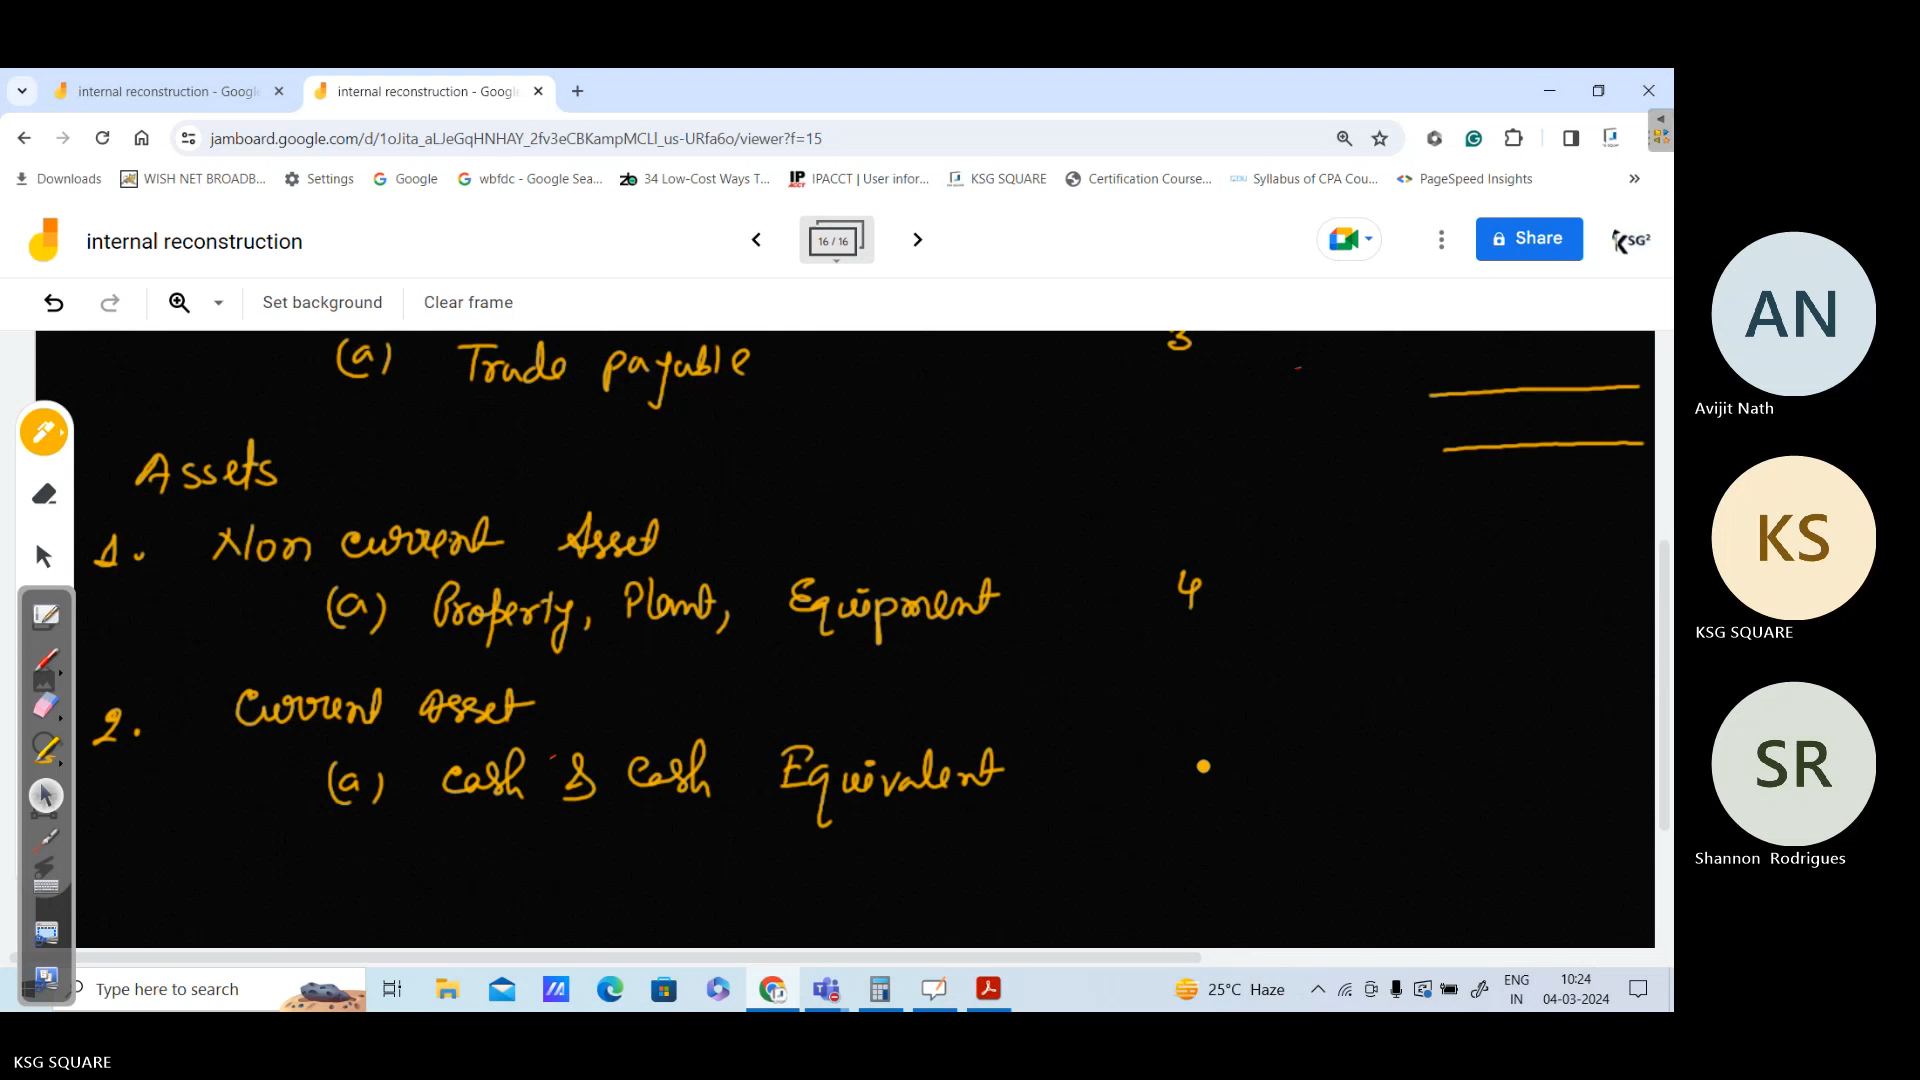 internal reconstruction - Googl
internal reconstruction - Google
jamboard.google.com/d/1oJita_aLJeGqHNHAY_2fv3eCBKampMCLl_us-URfa6o/viewer?f=15
Downloads WISH NET BROADB... Settings Google wbfdc - Google Sea... 34 Low-Cost Ways T... IPACCT | User infor... KSG SQUARE Certification Course... Syllabus of CPA Cou... PageSpeed Insights »
internal reconstruction 16 / 16 Share KSG²
Set background Clear frame
(a) Trade payable 3
Assets
1. Non current Asset
(a) Property, Plant, Equipment 4
2. Current Asset
(a) Cash & Cash Equivalent
AN
Avijit Nath
KS
KSG SQUARE
SR
Shannon Rodrigues
Type here to search 25°C Haze ENG IN 10:24 04-03-2024
KSG SQUARE